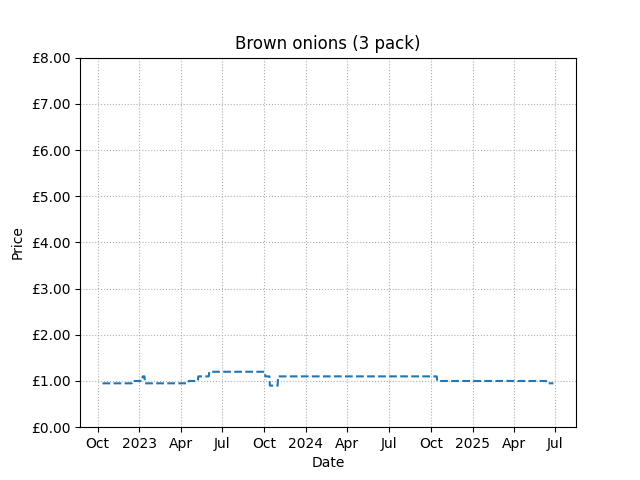 Brown onions (3 pack)
£8.00
£7.00
£6.00
£5.00
£4.00
£3.00
£2.00
£1.00
£0.00
Price
Oct 2023 Apr Jul Oct 2024 Apr Jul Oct 2025 Apr Jul
Date